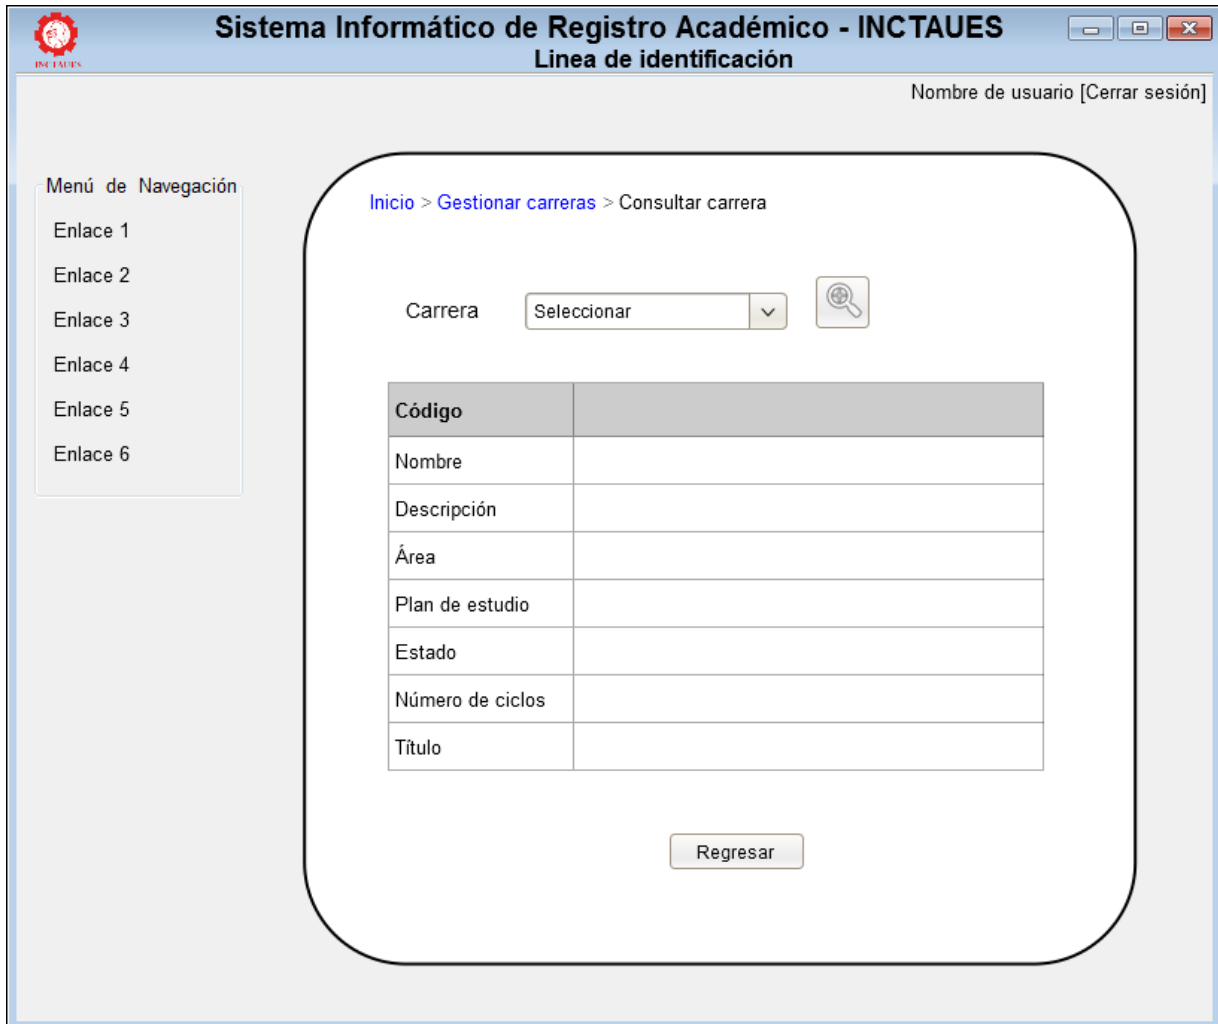 Sistema Informático de Registro Académico - INCTAUES
Linea de identificación
INCTAUES
Nombre de usuario [Cerrar sesión]
Menú de Navegación
Enlace 1
Enlace 2
Enlace 3
Enlace 4
Enlace 5
Enlace 6
Inicio > Gestionar carreras > Consultar carrera
Carrera Seleccionar
Código
Nombre
Descripción
Área
Plan de estudio
Estado
Número de ciclos
Título
Regresar